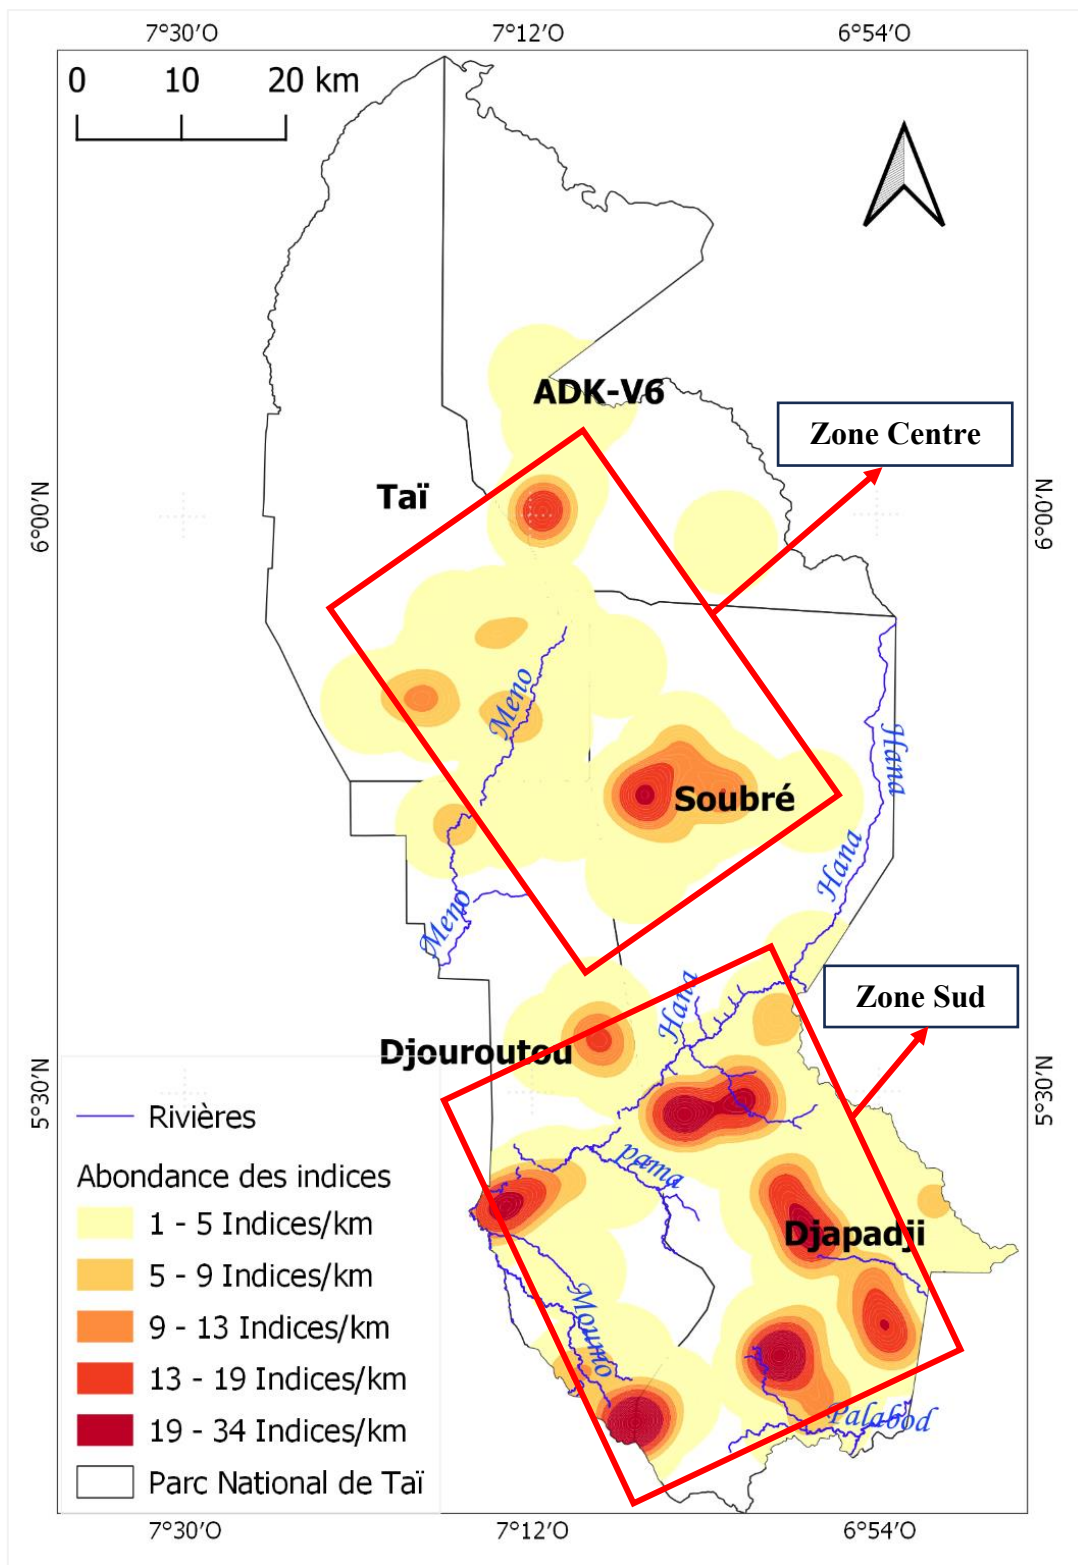 7°30'O 7°12'O 6°54'O
0 10 20 km
ADK-V6
Zone Centre
Taï
6°00'N
6°00'N
Meno
Hana
Soubré
Hana
Meno
Zone Sud
Hana
Djouroutou
5°30'N
5°30'N
Rivières
pama
Abondance des indices
1 - 5 Indices/km
Djapadji
5 - 9 Indices/km
9 - 13 Indices/km
Moumo
13 - 19 Indices/km
19 - 34 Indices/km
Palabod
Parc National de Taï
7°30'O 7°12'O 6°54'O